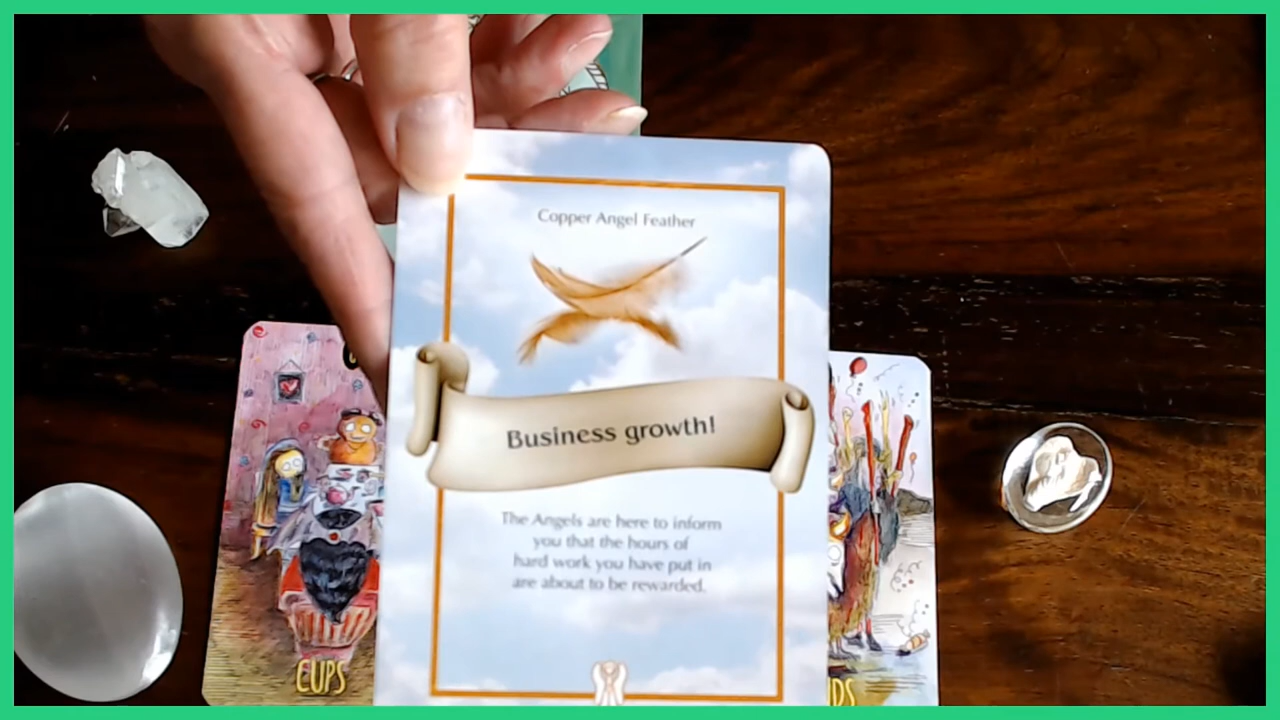 Copper Angel Feather
Business growth!
The Angels are here to inform
you that the hours of
hard work you have put in
are about to be rewarded.
CUPS